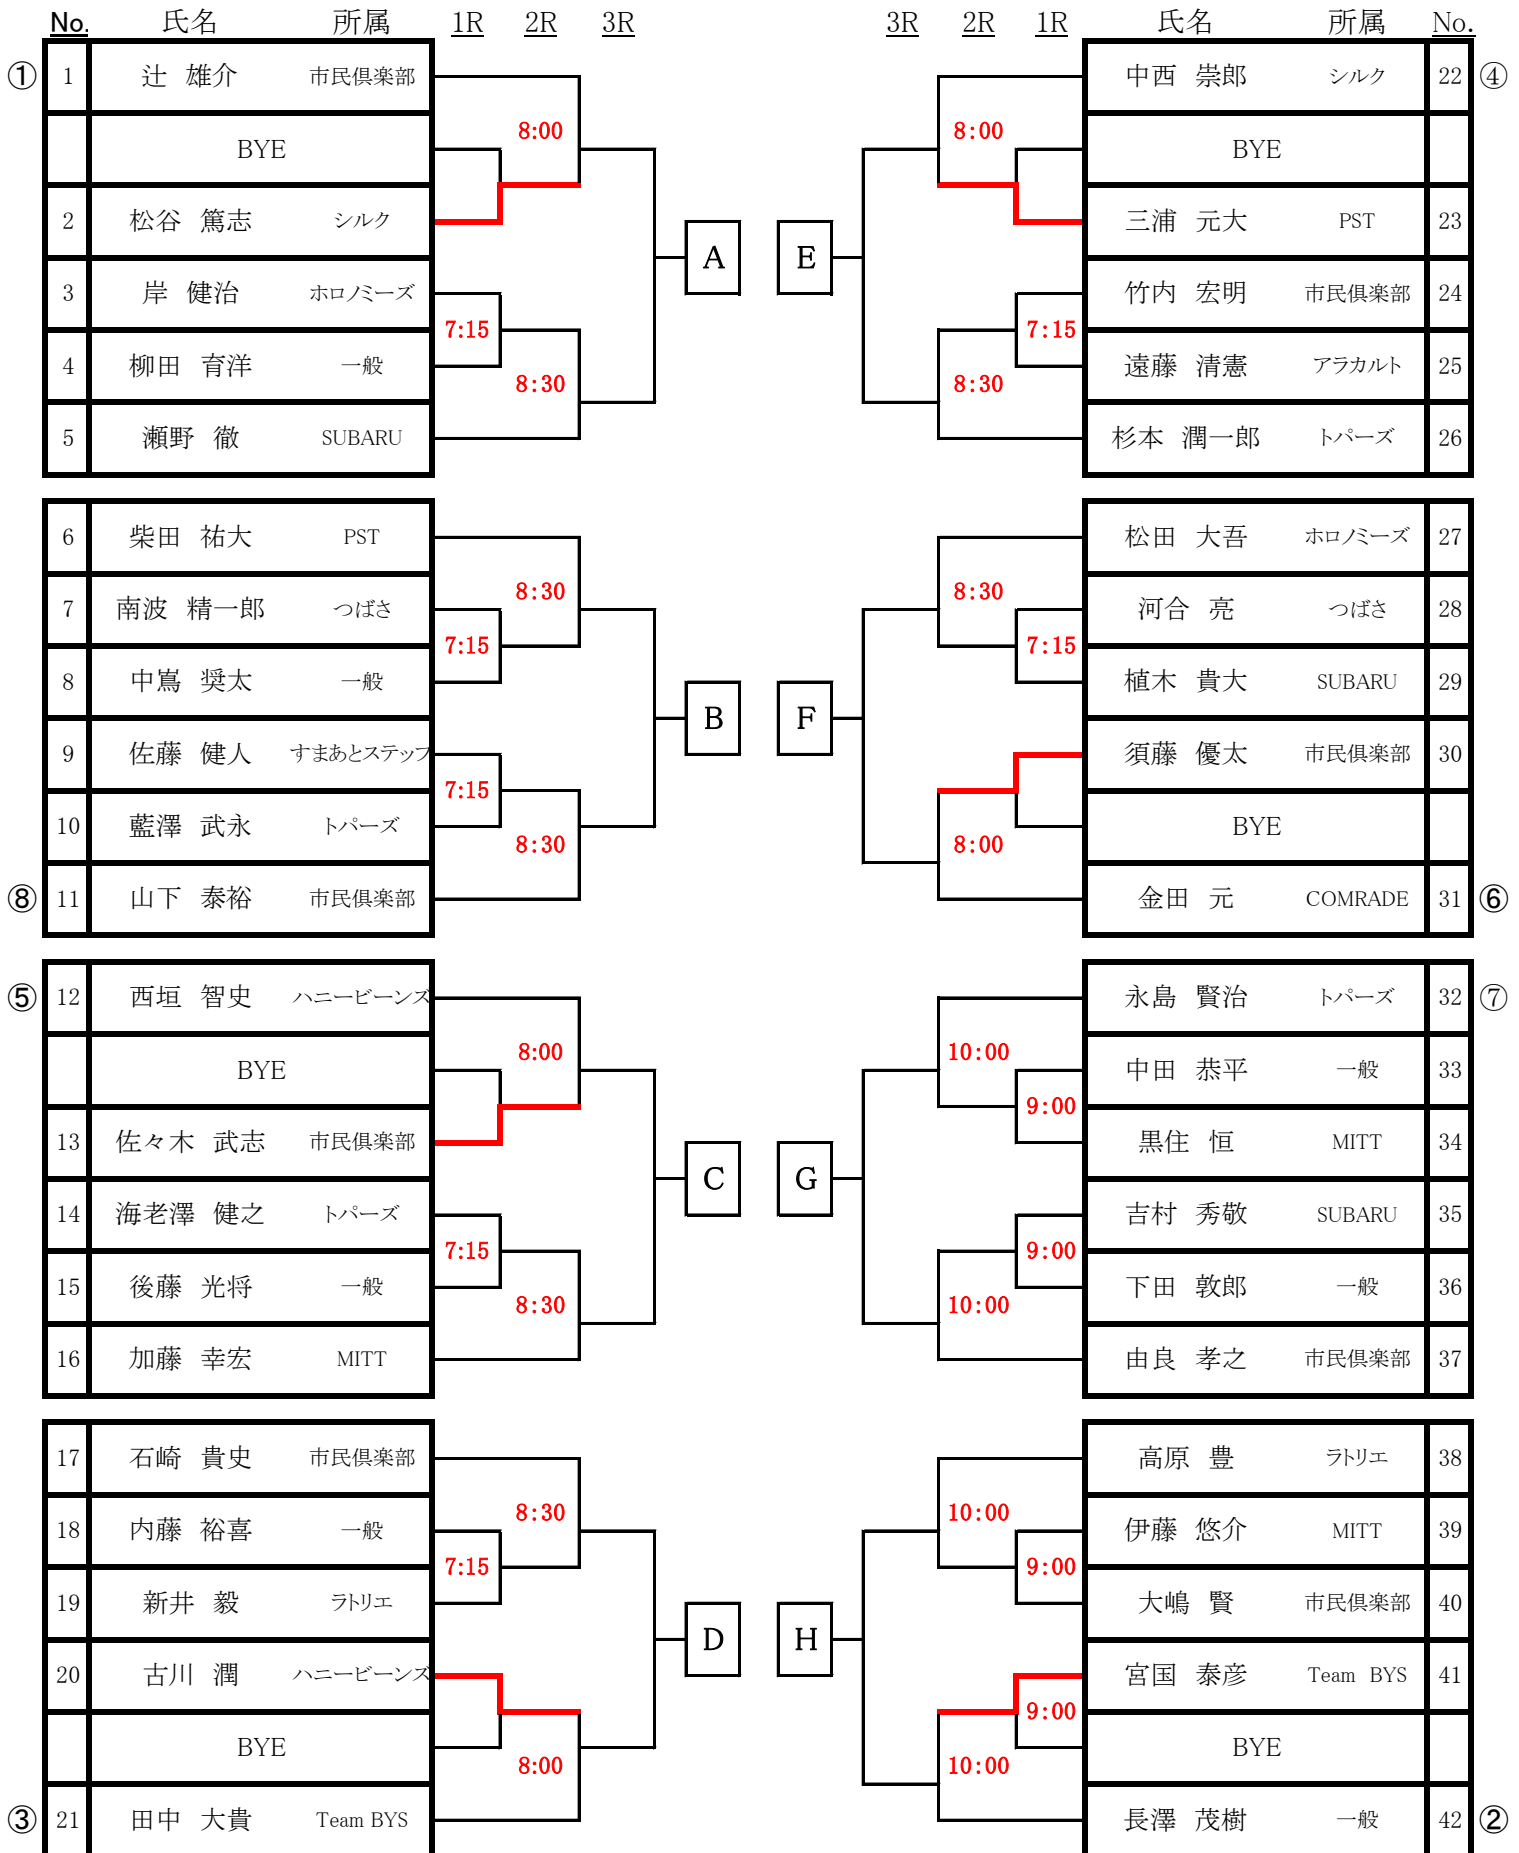 No. 氏名 所属 1R 2R 3R 3R 2R 1R 氏名 所属 No.
① 1 辻 雄介 市民倶楽部 中西 崇郎 シルク 22 ④
8:00 8:00
BYE BYE
2 松谷 篤志 シルク 三浦 元大 PST 23
A E
3 岸 健治 ホロノミーズ 竹内 宏明 市民倶楽部 24
7:15 7:15
4 柳田 育洋 一般 遠藤 清憲 アラカルト 25
8:30 8:30
5 瀬野 徹 SUBARU 杉本 潤一郎 トパーズ 26
6 柴田 祐大 PST 松田 大吾 ホロノミーズ 27
8:30 8:30
7 南波 精一郎 つばさ 河合 亮 つばさ 28
7:15 7:15
8 中嶌 奨太 一般 植木 貴大 SUBARU 29
B F
9 佐藤 健人 すまあとステップ 須藤 優太 市民倶楽部 30
7:15
10 藍澤 武永 トパーズ BYE
8:30 8:00
⑧ 11 山下 泰裕 市民倶楽部 金田 元 COMRADE 31 ⑥
⑤ 12 西垣 智史 ハニービーンズ 永島 賢治 トパーズ 32 ⑦
8:00 10:00
BYE 中田 恭平 一般 33
9:00
13 佐々木 武志 市民倶楽部 黒住 恒 MITT 34
C G
14 海老澤 健之 トパーズ 吉村 秀敬 SUBARU 35
7:15 9:00
15 後藤 光将 一般 下田 敦郎 一般 36
8:30 10:00
16 加藤 幸宏 MITT 由良 孝之 市民倶楽部 37
17 石崎 貴史 市民倶楽部 高原 豊 ラトリエ 38
8:30 10:00
18 内藤 裕喜 一般 伊藤 悠介 MITT 39
7:15 9:00
19 新井 毅 ラトリエ 大嶋 賢 市民倶楽部 40
D H
20 古川 潤 ハニービーンズ 宮国 泰彦 Team BYS 41
9:00
BYE BYE
8:00 10:00
③ 21 田中 大貴 Team BYS 長澤 茂樹 一般 42 ②